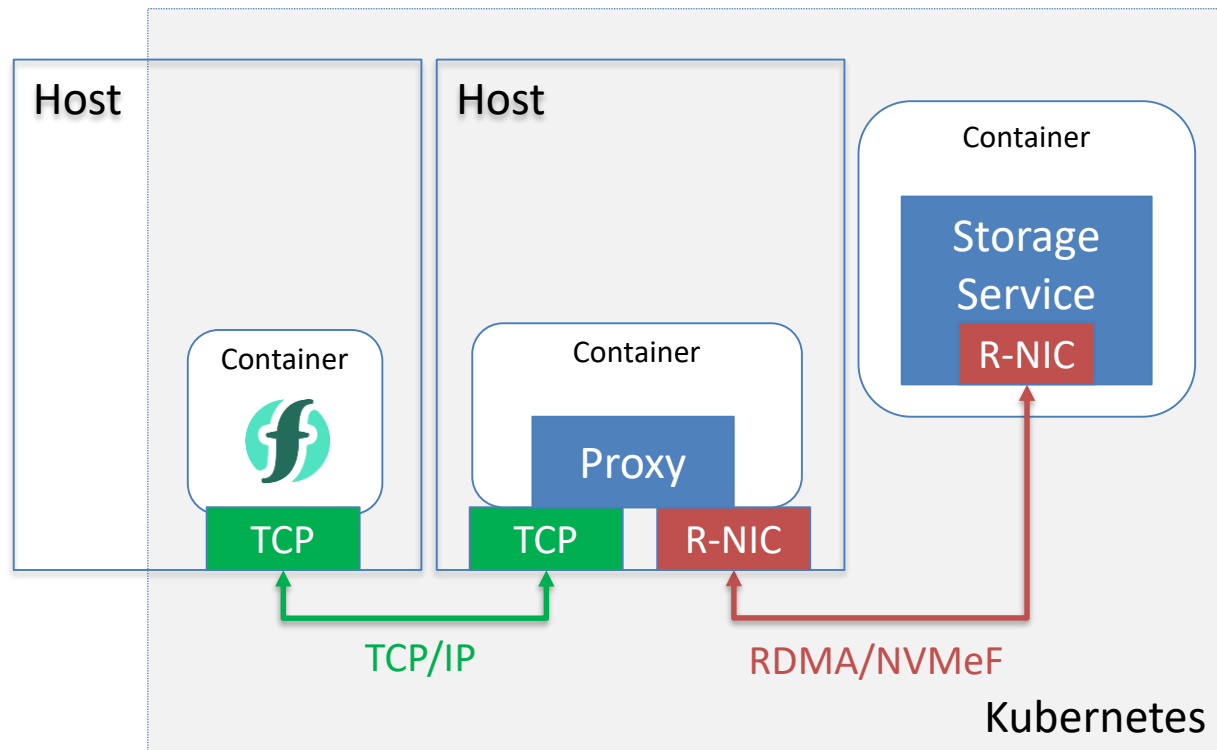 Host
Host
Container
Storage
Service
R-NIC
Container
Container
Proxy
TCP
TCP
R-NIC
TCP/IP
RDMA/NVMeF
Kubernetes